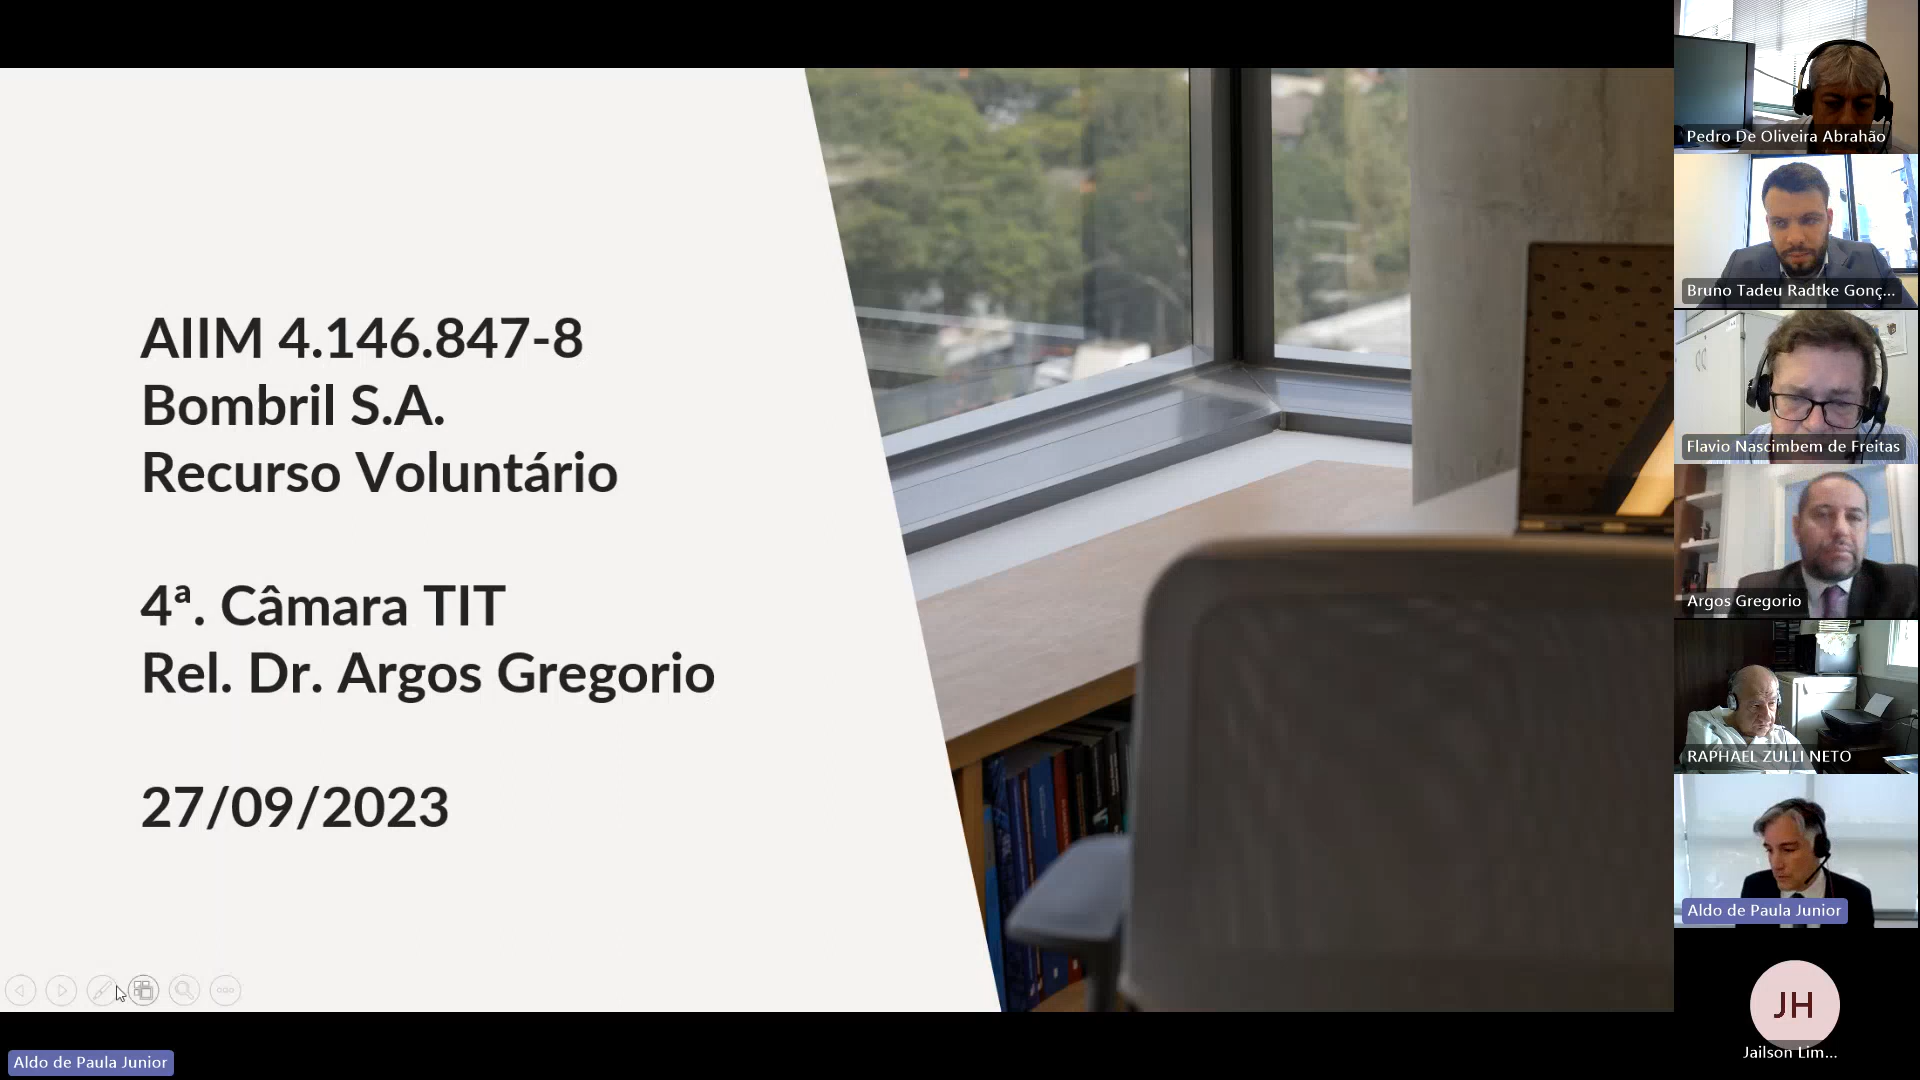 AIIM 4.146.847-8
Bombril S.A.
Recurso Voluntário
4ª. Câmara TIT
Rel. Dr. Argos Gregorio
27/09/2023
Aldo de Paula Junior
Pedro De Oliveira Abrahão
Bruno Tadeu Radtke Gonç...
Flavio Nascimbem de Freitas
Argos Gregorio
RAPHAEL ZULLI NETO
Aldo de Paula Junior
JH
Jailson Lim...